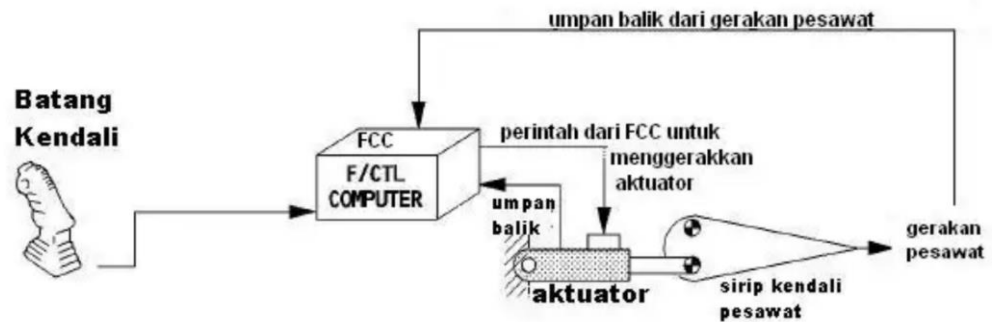 umpan balik dari gerakan pesawat
Batang
Kendali
FCC
F/CTL
COMPUTER
perintah dari FCC untuk
menggerakkan
aktuator
umpan
balik
aktuator
sirip kendali
pesawat
gerakan
pesawat